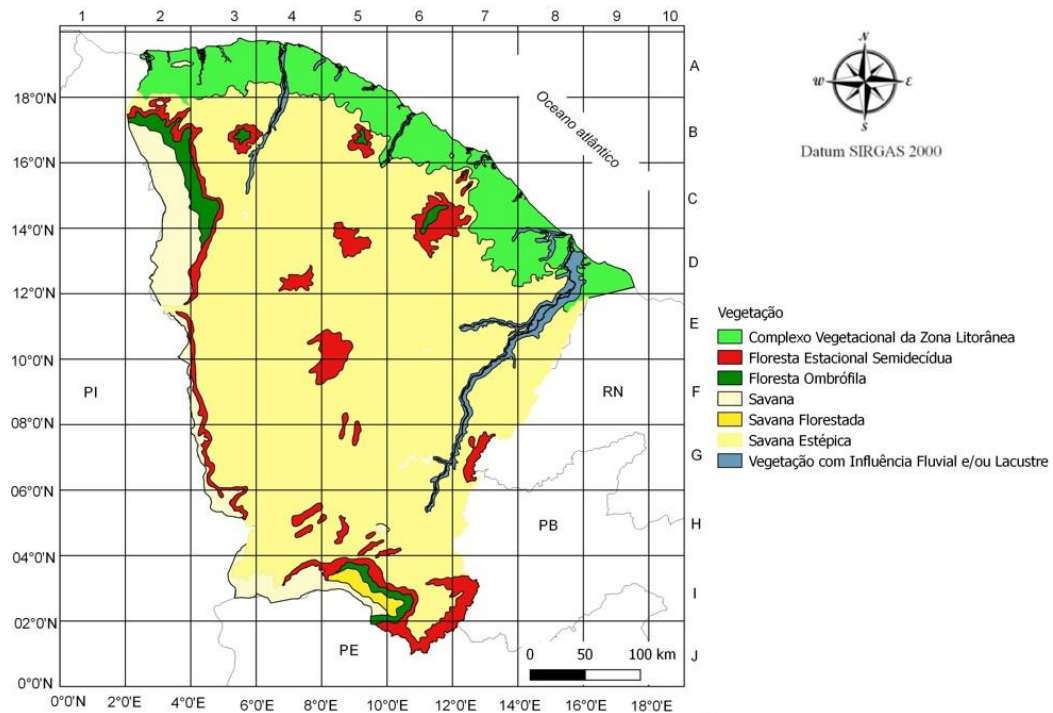 1 2 3 4 5 6 7 8 9 10
A
B
C
D
E
F
G
H
I
J
18°0'N
16°0'N
14°0'N
12°0'N
10°0'N
08°0'N
06°0'N
04°0'N
02°0'N
0°0'N
0°0'N 2°0'E 4°0'E 6°0'E 8°0'E 10°0'E 12°0'E 14°0'E 16°0'E 18°0'E
Oceano atlântico
PI
RN
PB
PE
0 50 100 km
N
W E
S
Datum SIRGAS 2000
Vegetação
Complexo Vegetacional da Zona Litorânea
Floresta Estacional Semidecídua
Floresta Ombrófila
Savana
Savana Florestada
Savana Estépica
Vegetação com Influência Fluvial e/ou Lacustre